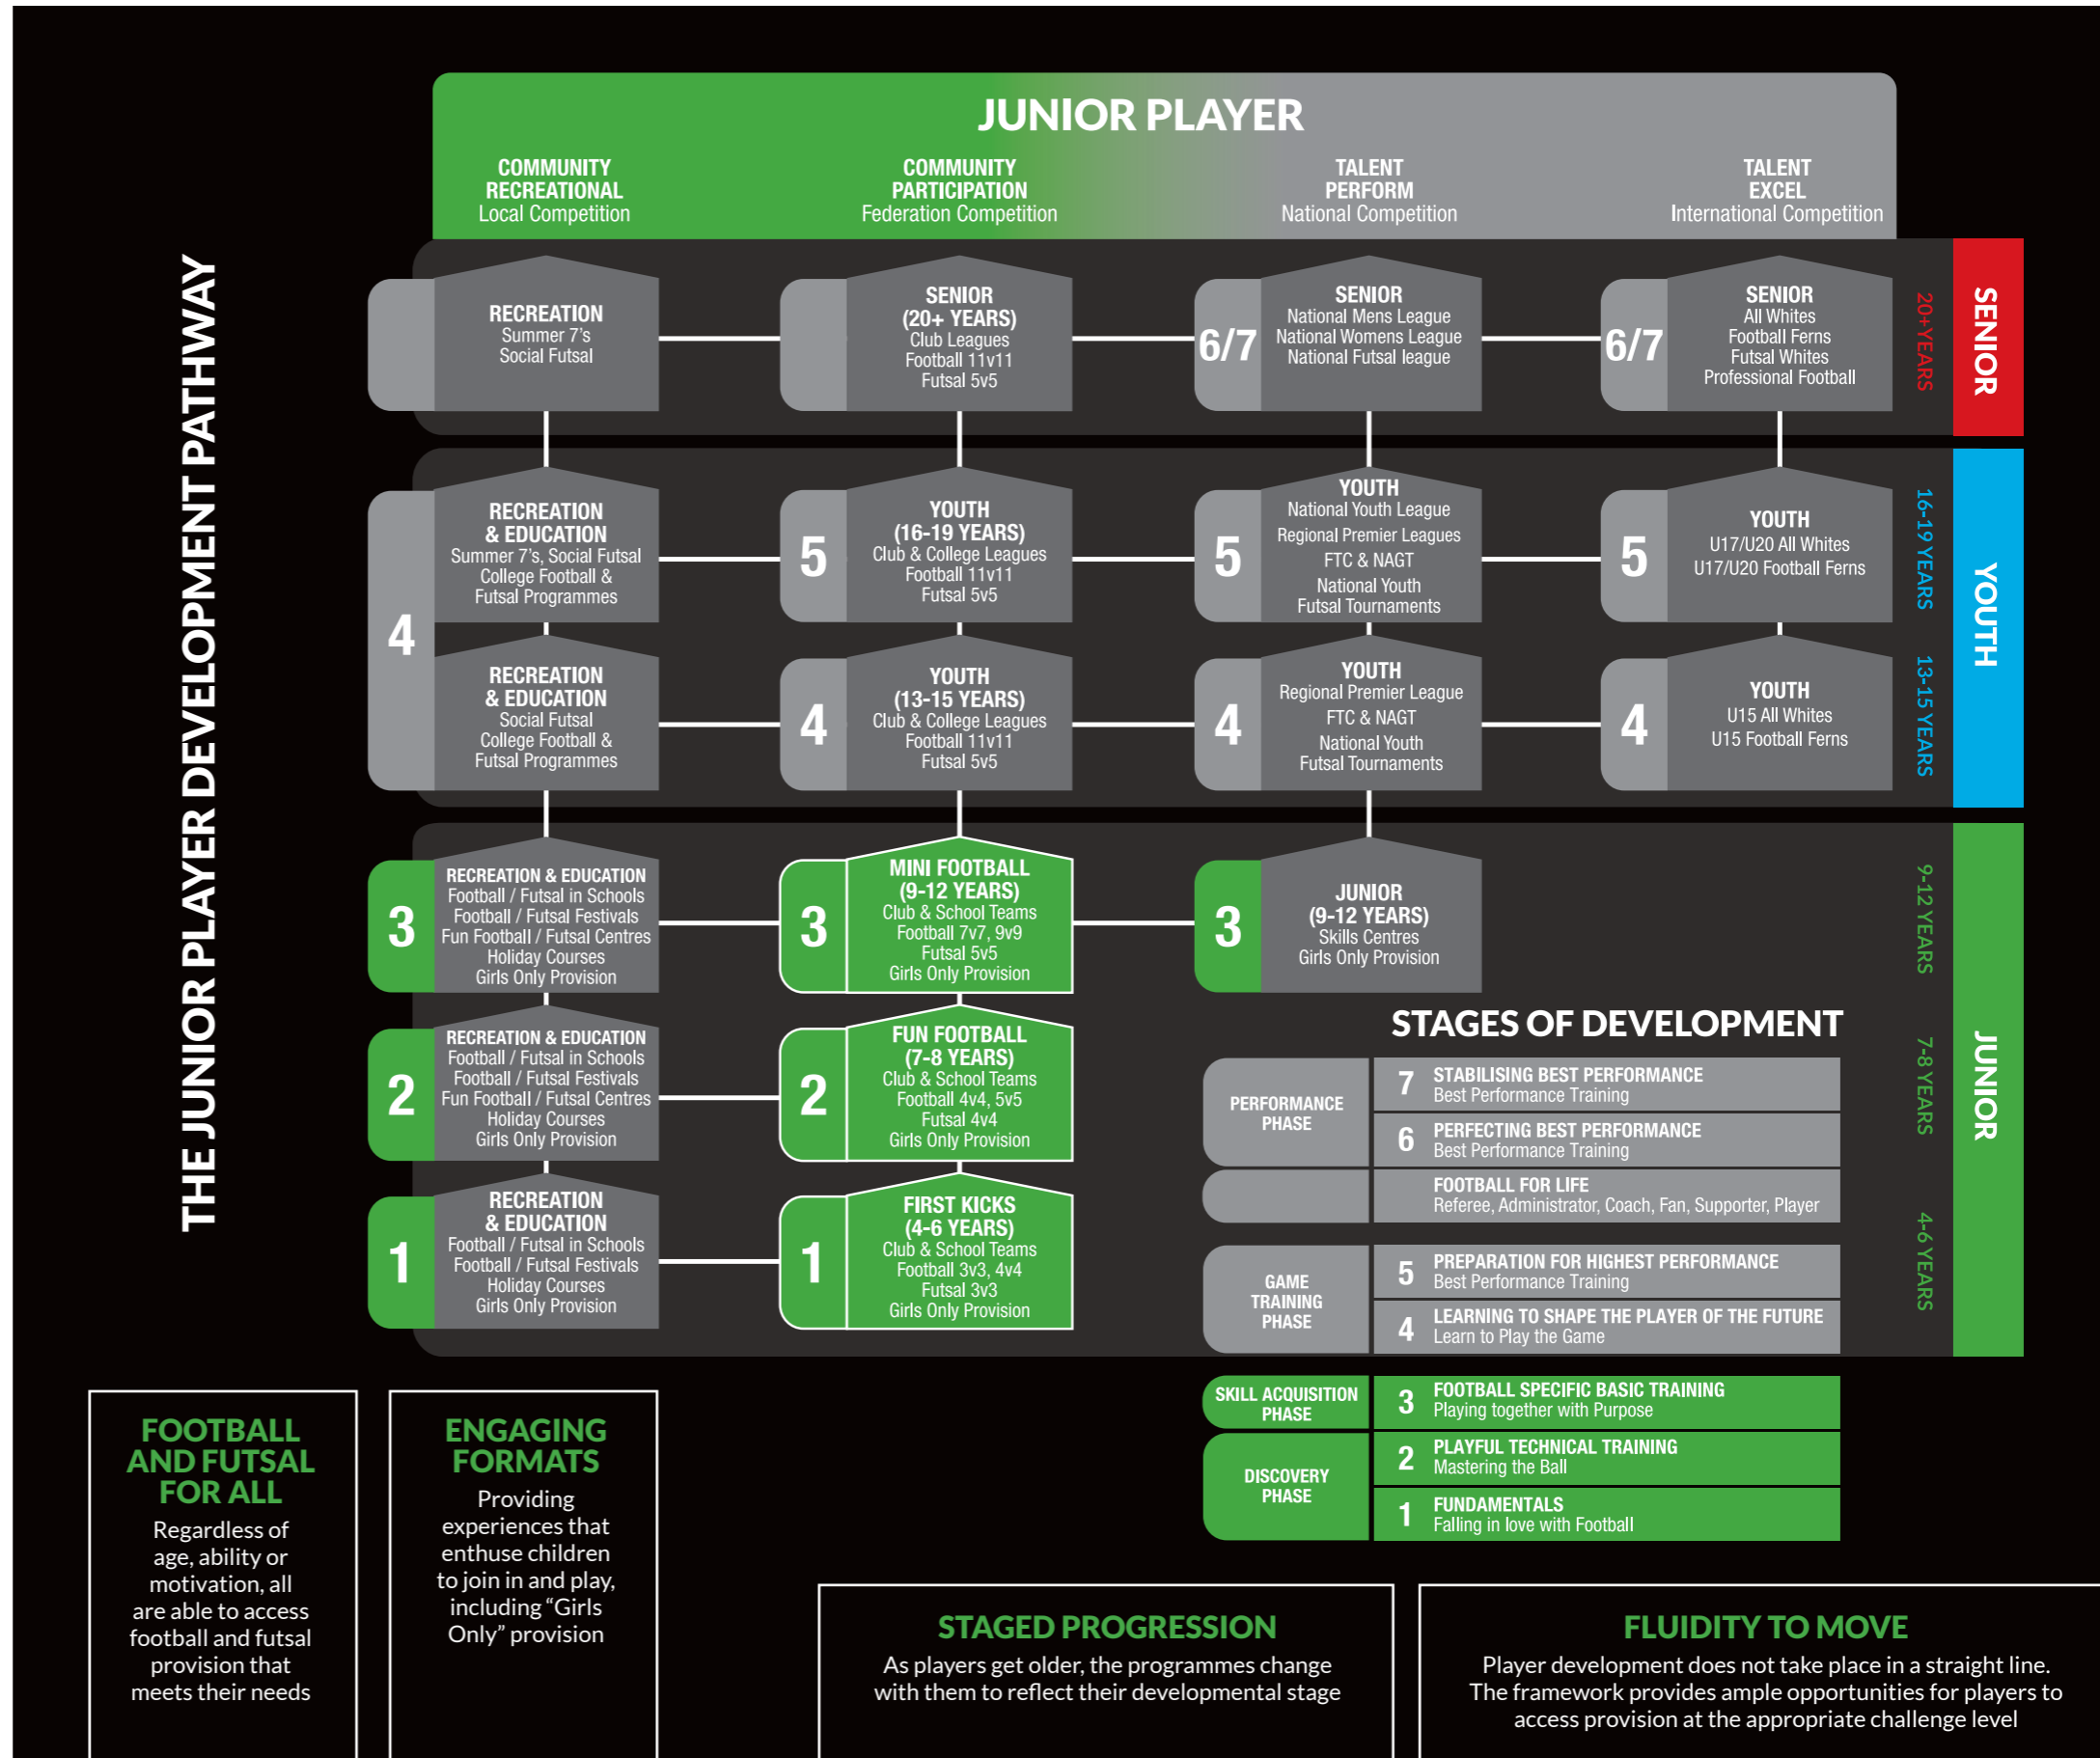 THE JUNIOR PLAYER DEVELOPMENT PATHWAY
JUNIOR PLAYER
COMMUNITY
RECREATIONAL
Local Competition
COMMUNITY
PARTICIPATION
Federation Competition
TALENT
PERFORM
National Competition
TALENT
EXCEL
International Competition
RECREATION
Summer 7's
Social Futsal
SENIOR
(20+ YEARS)
Club Leagues
Football 11v11
Futsal 5v5
6/7
SENIOR
National Mens League
National Womens League
National Futsal league
6/7
SENIOR
All Whites
Football Ferns
Futsal Whites
Professional Football
20+YEARS
SENIOR
4
RECREATION
& EDUCATION
Summer 7's, Social Futsal
College Football &
Futsal Programmes
5
YOUTH
(16-19 YEARS)
Club & College Leagues
Football 11v11
Futsal 5v5
5
YOUTH
National Youth League
Regional Premier Leagues
FTC & NAGT
National Youth
Futsal Tournaments
5
YOUTH
U17/U20 All Whites
U17/U20 Football Ferns
16-19 YEARS
YOUTH
RECREATION
& EDUCATION
Social Futsal
College Football &
Futsal Programmes
4
YOUTH
(13-15 YEARS)
Club & College Leagues
Football 11v11
Futsal 5v5
4
YOUTH
Regional Premier League
FTC & NAGT
National Youth
Futsal Tournaments
4
YOUTH
U15 All Whites
U15 Football Ferns
13-15 YEARS
3
RECREATION & EDUCATION
Football / Futsal in Schools
Football / Futsal Festivals
Fun Football / Futsal Centres
Holiday Courses
Girls Only Provision
3
MINI FOOTBALL
(9-12 YEARS)
Club & School Teams
Football 7v7, 9v9
Futsal 5v5
Girls Only Provision
3
JUNIOR
(9-12 YEARS)
Skills Centres
Girls Only Provision
9-12 YEARS
JUNIOR
2
RECREATION & EDUCATION
Football / Futsal in Schools
Football / Futsal Festivals
Fun Football / Futsal Centres
Holiday Courses
Girls Only Provision
2
FUN FOOTBALL
(7-8 YEARS)
Club & School Teams
Football 4v4, 5v5
Futsal 4v4
Girls Only Provision
7-8 YEARS
1
RECREATION
& EDUCATION
Football / Futsal in Schools
Football / Futsal Festivals
Holiday Courses
Girls Only Provision
1
FIRST KICKS
(4-6 YEARS)
Club & School Teams
Football 3v3, 4v4
Futsal 3v3
Girls Only Provision
4-6 YEARS
STAGES OF DEVELOPMENT
PERFORMANCE
PHASE
7
STABILISING BEST PERFORMANCE
Best Performance Training
6
PERFECTING BEST PERFORMANCE
Best Performance Training
FOOTBALL FOR LIFE
Referee, Administrator, Coach, Fan, Supporter, Player
GAME
TRAINING
PHASE
5
PREPARATION FOR HIGHEST PERFORMANCE
Best Performance Training
4
LEARNING TO SHAPE THE PLAYER OF THE FUTURE
Learn to Play the Game
SKILL ACQUISITION
PHASE
3
FOOTBALL SPECIFIC BASIC TRAINING
Playing together with Purpose
DISCOVERY
PHASE
2
PLAYFUL TECHNICAL TRAINING
Mastering the Ball
1
FUNDAMENTALS
Falling in love with Football
FOOTBALL
AND FUTSAL
FOR ALL
Regardless of
age, ability or
motivation, all
are able to access
football and futsal
provision that
meets their needs
ENGAGING
FORMATS
Providing
experiences that
enthuse children
to join in and play,
including “Girls
Only” provision
STAGED PROGRESSION
As players get older, the programmes change
with them to reflect their developmental stage
FLUIDITY TO MOVE
Player development does not take place in a straight line.
The framework provides ample opportunities for players to
access provision at the appropriate challenge level